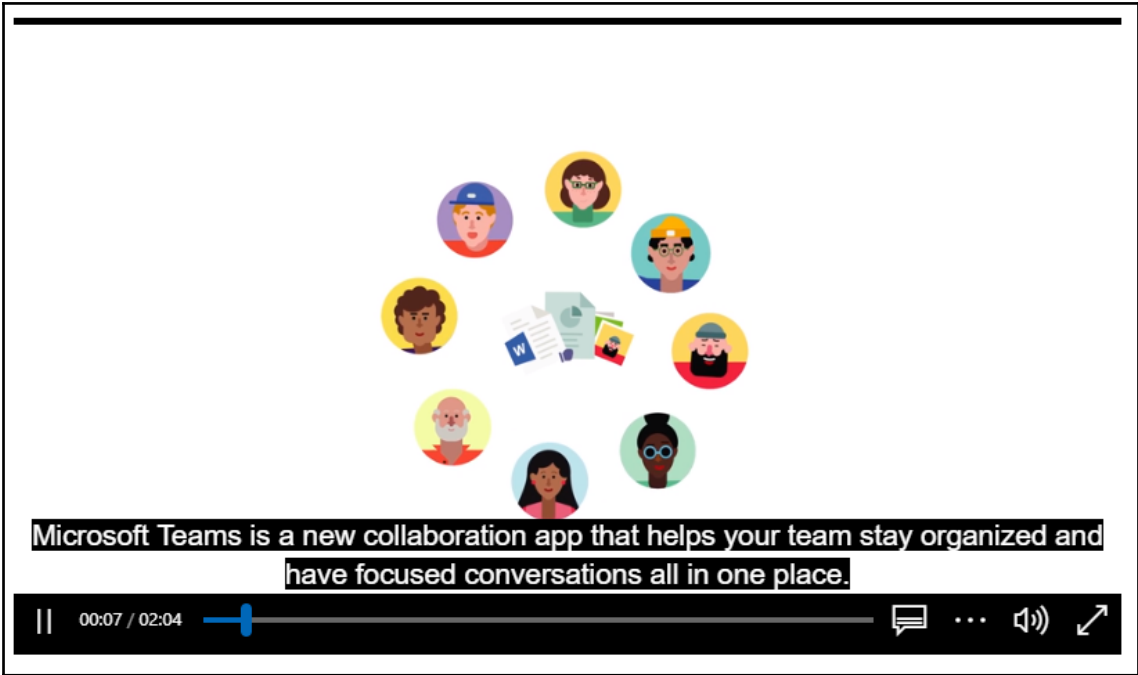 W
Microsoft Teams is a new collaboration app that helps your team stay organized and
have focused conversations all in one place.
00:07 / 02:04